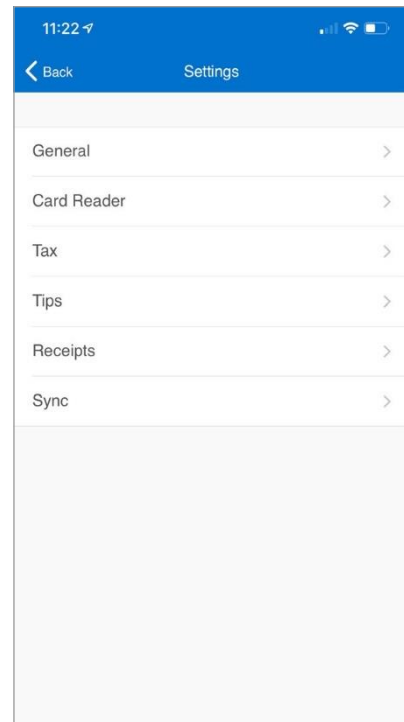 11:22
Back
Settings
General
Card Reader
Tax
Tips
Receipts
Sync